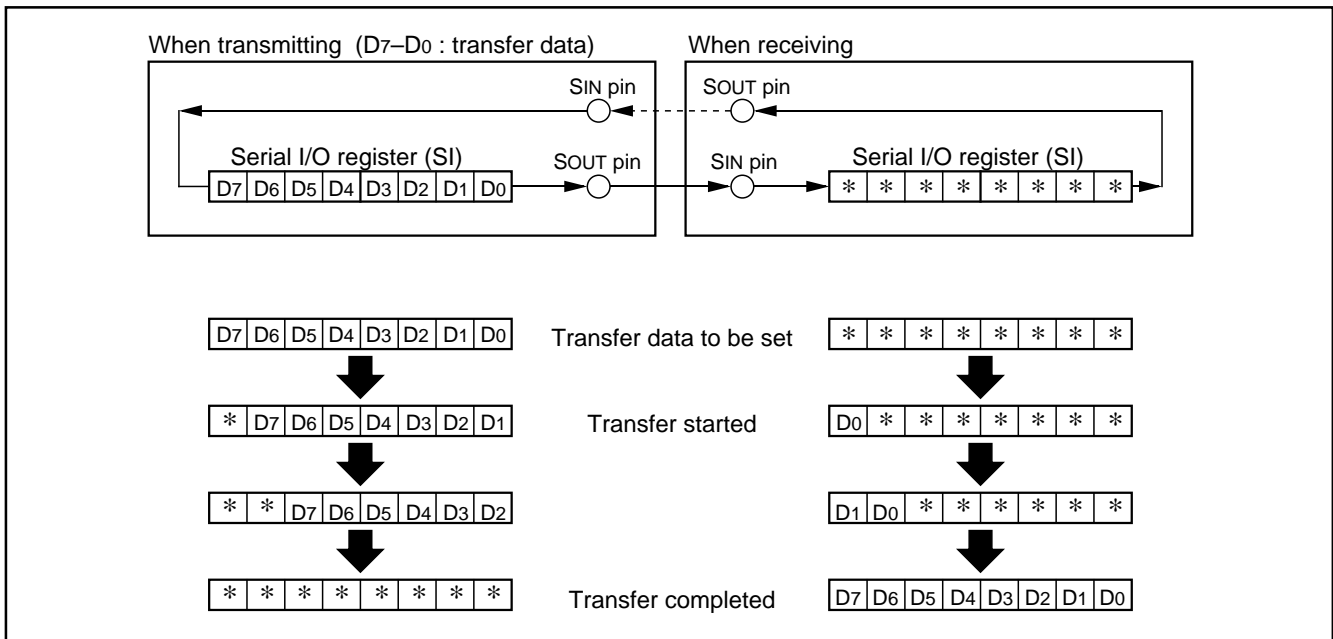 When transmitting (D7–D0 : transfer data)
When receiving
SIN pin
SOUT pin
Serial I/O register (SI)
SOUT pin
SIN pin
Serial I/O register (SI)
D7 D6 D5 D4 D3 D2 D1 D0
* * * * * * * *
D7 D6 D5 D4 D3 D2 D1 D0
Transfer data to be set
* * * * * * * *
* D7 D6 D5 D4 D3 D2 D1
Transfer started
D0 * * * * * * *
* * D7 D6 D5 D4 D3 D2
D1 D0 * * * * * *
* * * * * * * *
Transfer completed
D7 D6 D5 D4 D3 D2 D1 D0